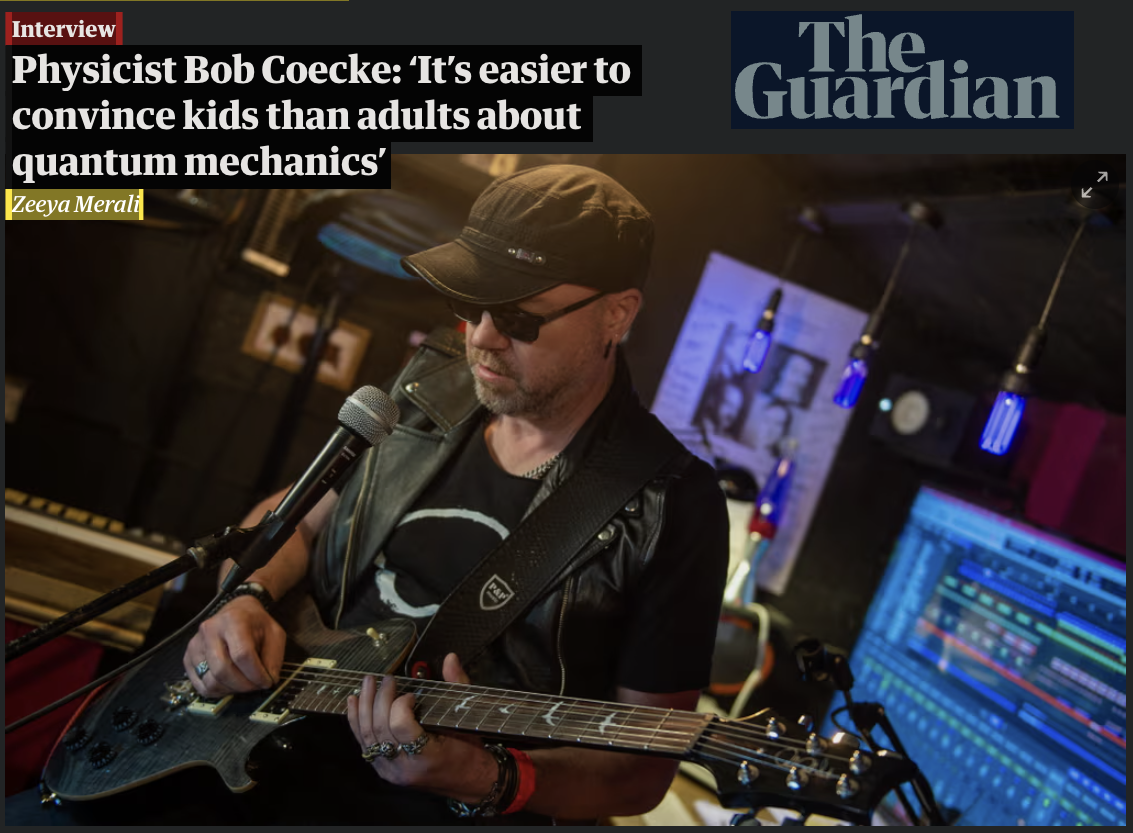 Interview
The
Guardian
Physicist Bob Coecke: ‘It’s easier to
convince kids than adults about
quantum mechanics’
Zeeya Merali